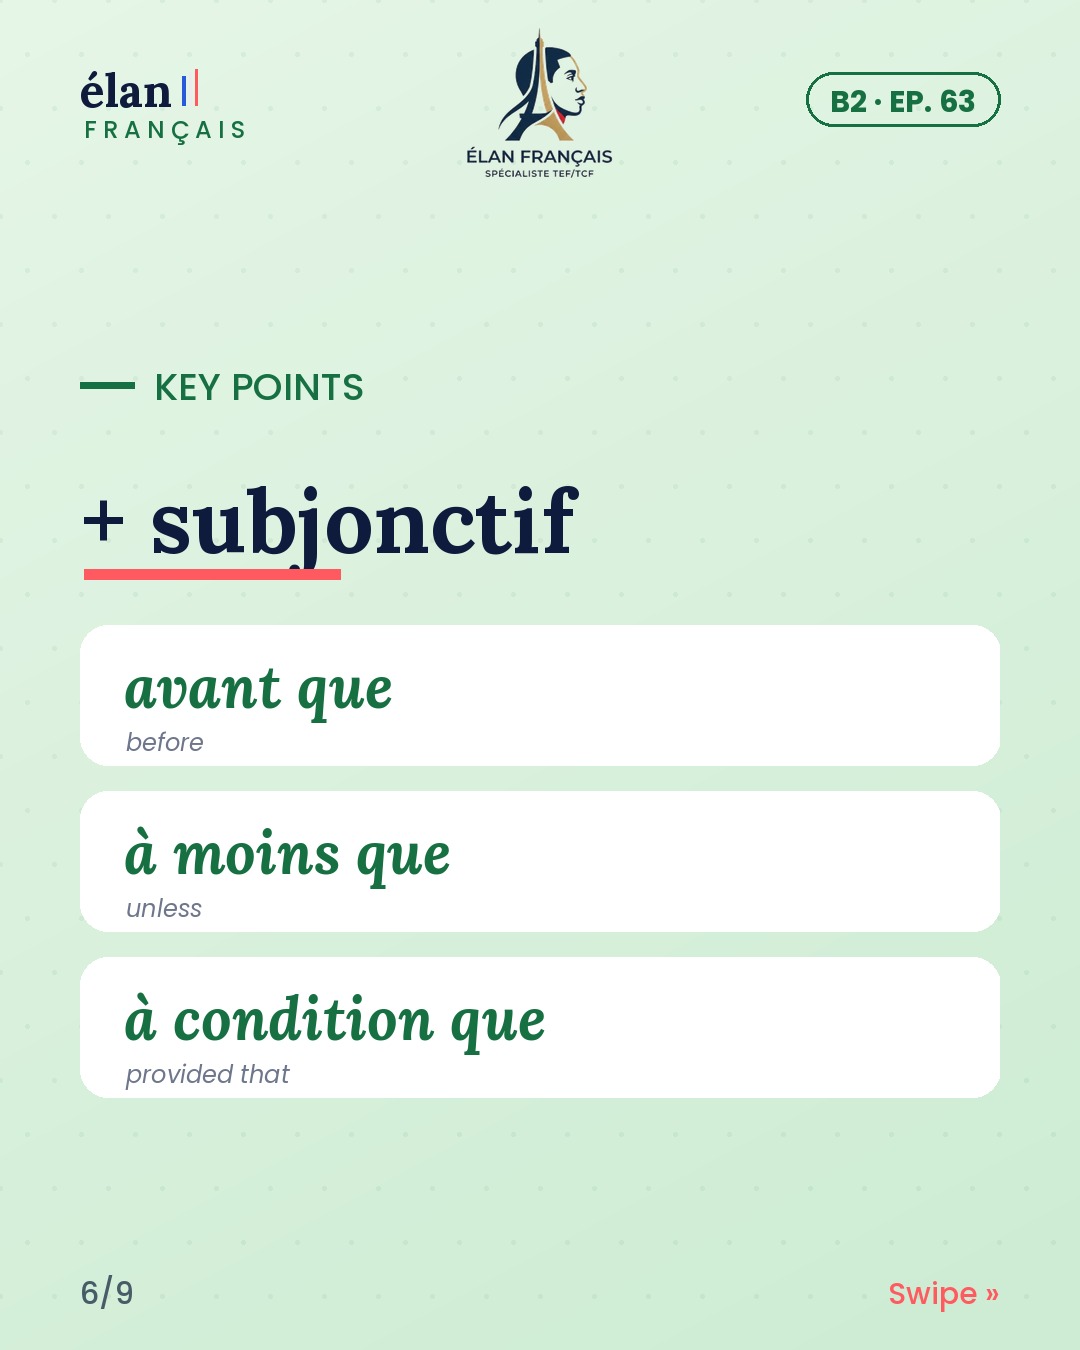 élan
FRANÇAIS
ÉLAN FRANÇAIS
SPÉCIALISTE TEF/TCF
B2 · EP. 63
KEY POINTS
+ subjonctif
avant que
before
à moins que
unless
à condition que
provided that
6/9
Swipe »